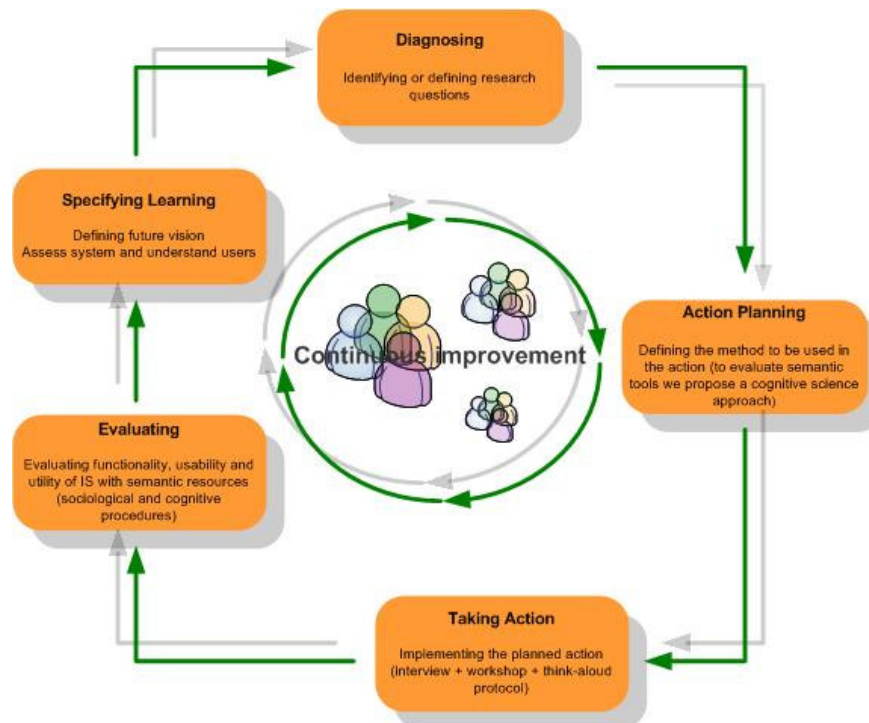 Diagnosing
Identifying or defining research
questions
Specifying Learning
Defining future vision
Assess system and understand users
Continuous improvement
Action Planning
Defining the method to be used in
the action (to evaluate semantic
tools we propose a cognitive science
approach)
Evaluating
Evaluating functionality, usability and
utility of IS with semantic resources
(sociological and cognitive
procedures)
Taking Action
Implementing the planned action
(interview + workshop + think-aloud
protocol)